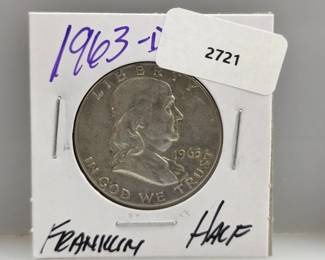 1963-D
2721
LIBERTY
1963
IN GOD WE TRUST
FRANKLIN HALF